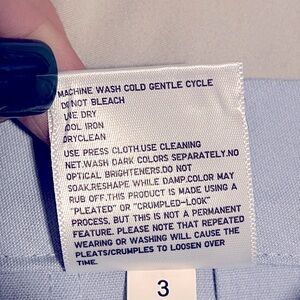 MACHINE WASH COLD GENTLE CYCLE
DO NOT BLEACH
LINE DRY
COOL IRON
DRYCLEAN
USE PRESS CLOTH.USE CLEANING
NET.WASH DARK COLORS SEPARATELY.NO
OPTICAL BRIGHTENERS.DO NOT
SOAK.RESHAPE WHILE DAMP.COLOR MAY
RUB OFF.THIS PRODUCT IS MADE USING A
"PLEATED" OR "CRUMPLED-LOOK"
PROCESS, BUT THIS IS NOT A PERMANENT
FEATURE. PLEASE NOTE THAT REPEATED
WEARING OR WASHING WILL CAUSE THE
PLEATS/CRUMPLES TO LOOSEN OVER
TIME.
3